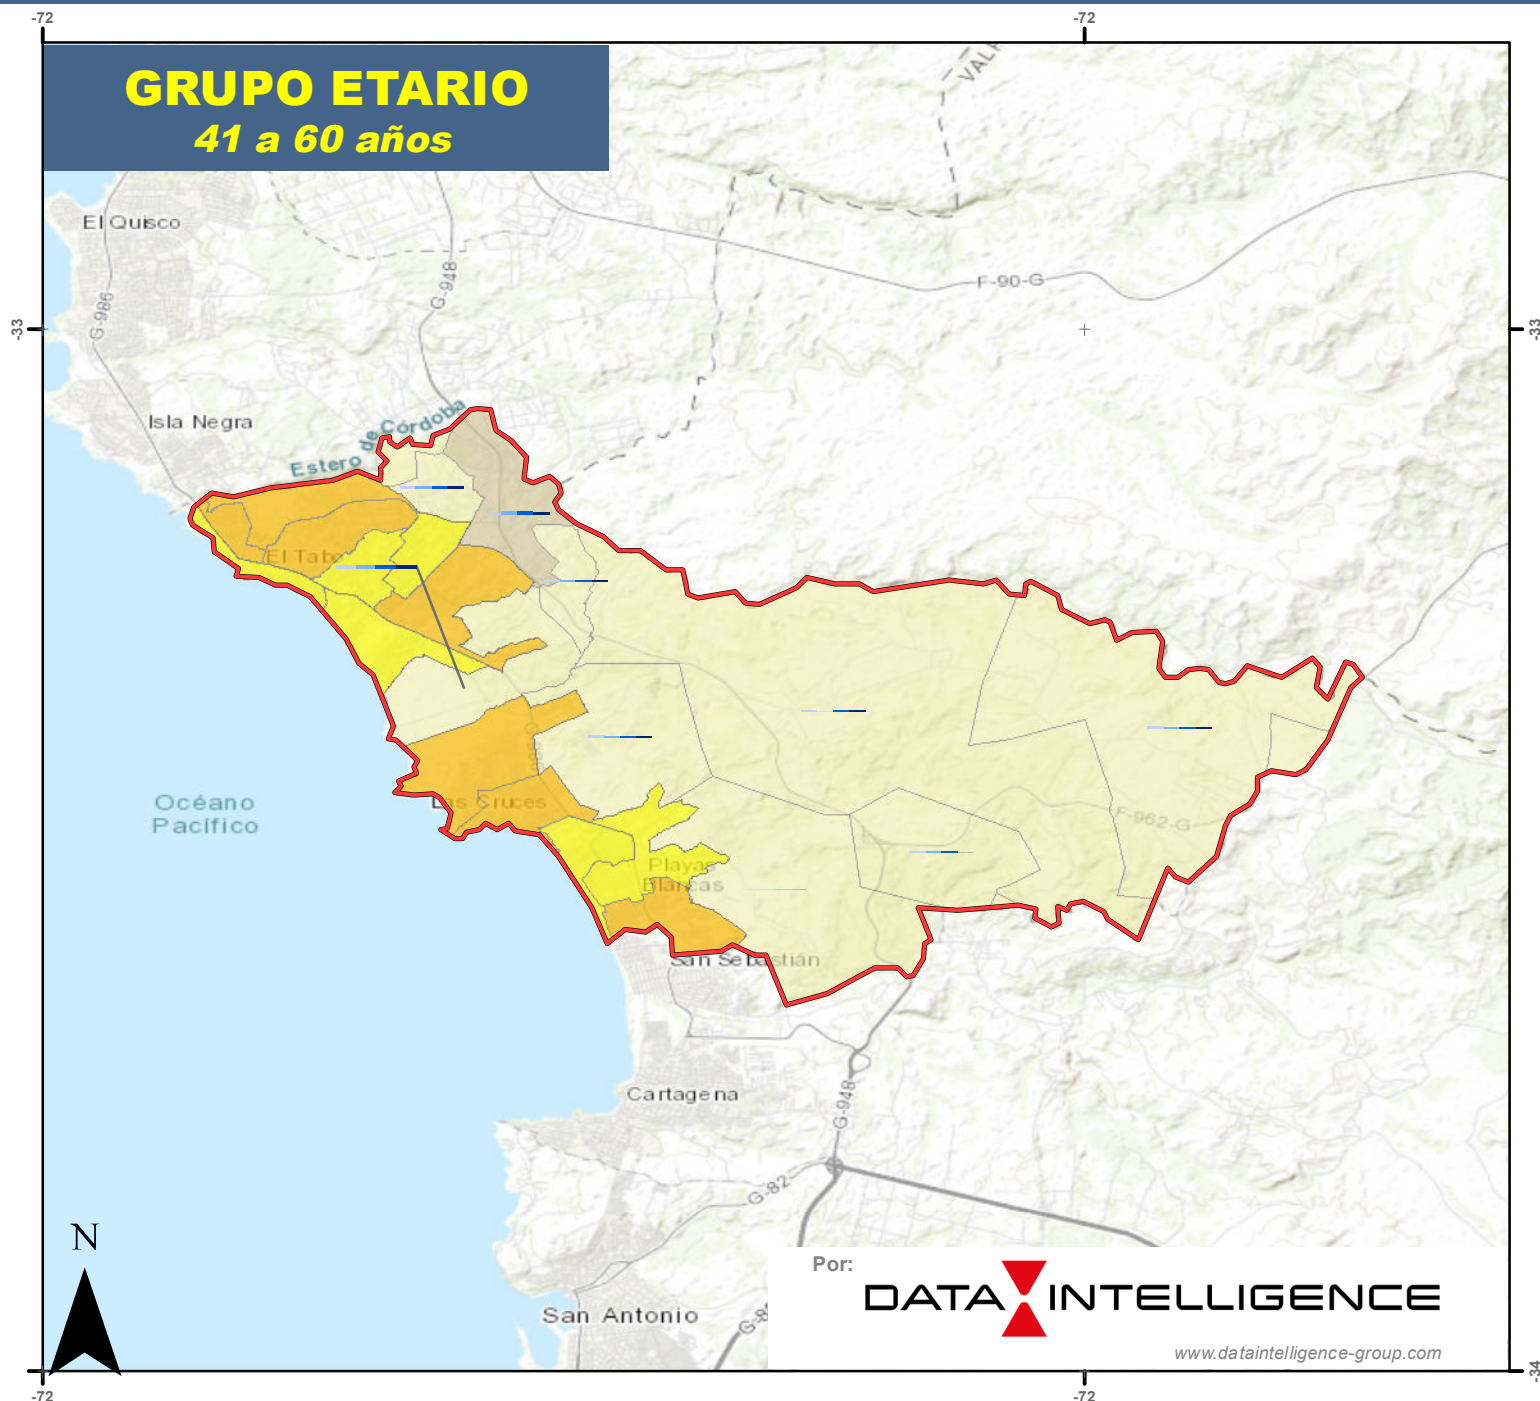 -72
-72
GRUPO ETARIO
41 a 60 años
El Quisco
G-986
G-948
F-90-G
-33
-33
Isla Negra
Estero de Córdoba
El Tabo
Océano
Pacífico
Las Cruces
F-962-G
Playas
Blancas
San Sebastián
Cartagena
G-948
G-82
N
San Antonio
Por:
DATA INTELLIGENCE
www.dataintelligence-group.com
-34
-72
-72